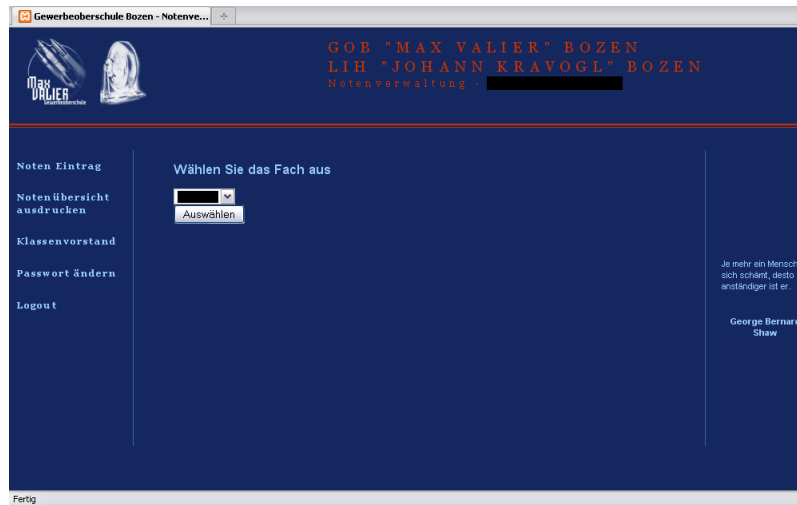 Gewerbeoberschule Bozen - Notenve...
GOB "MAX VALIER" BOZEN
LIH "JOHANN KRAVOGL" BOZEN
Notenverwaltung -
Max
VALIER
Gewerbeoberschule
Noten Eintrag
Notenübersicht
ausdrucken
Klassenvorstand
Passwort ändern
Logout
Wählen Sie das Fach aus
Auswählen
Je mehr ein Mensch
sich schämt, desto
anständiger ist er.
George Bernard
Shaw
Fertig